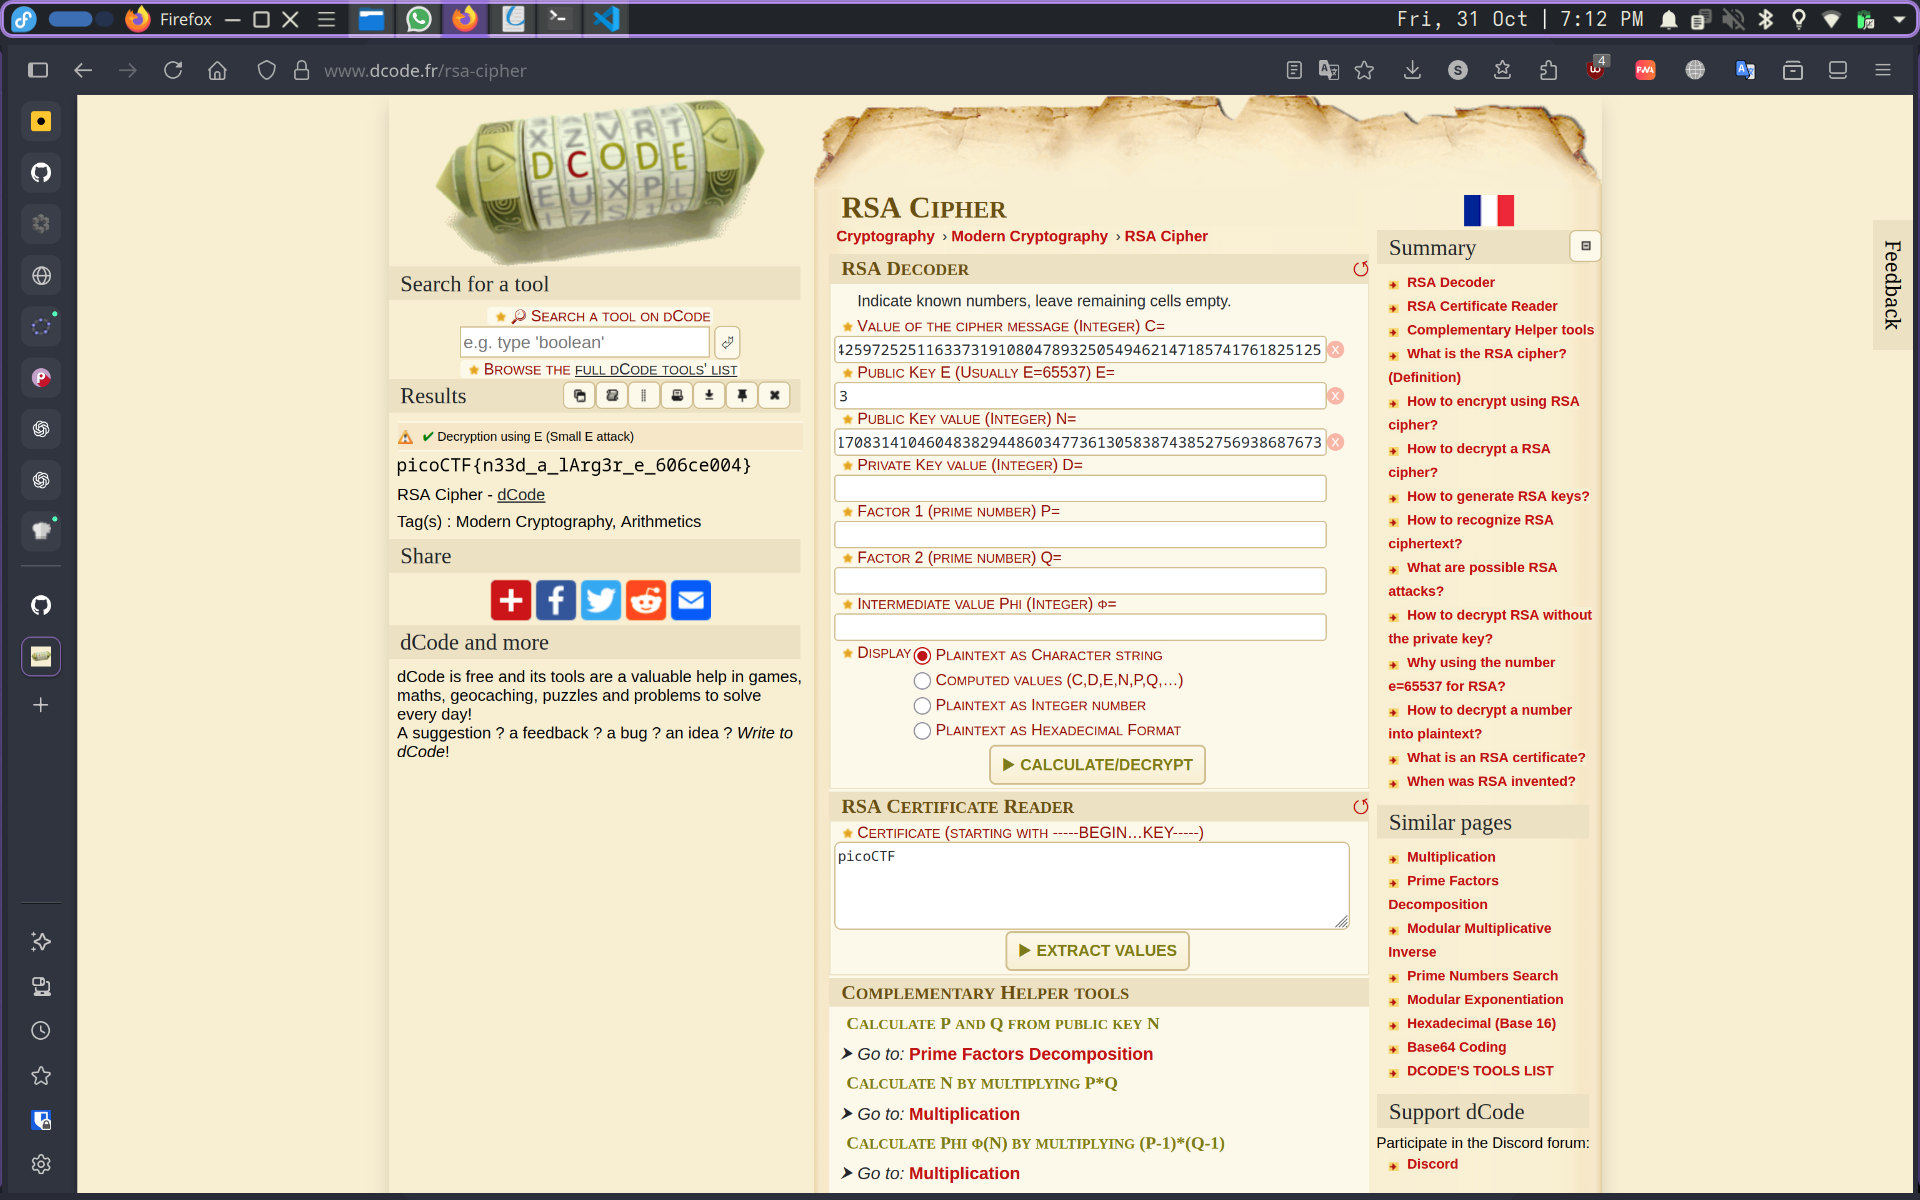 Firefox
Fri, 31 Oct | 7:12 PM
www.dcode.fr/rsa-cipher
4
S
PWA
XZVRT
DCODE
EUXPL
RSA Cipher
Cryptography › Modern Cryptography › RSA Cipher
Search for a tool
★ Search a tool on dCode
e.g. type 'boolean'
★ Browse the full dCode tools' list
Results
✔ Decryption using E (Small E attack)
picoCTF{n33d_a_lArg3r_e_606ce004}
RSA Cipher - dCode
Tag(s) : Modern Cryptography, Arithmetics
Share
dCode and more
dCode is free and its tools are a valuable help in games,
maths, geocaching, puzzles and problems to solve
every day!
A suggestion ? a feedback ? a bug ? an idea ? Write to
dCode!
RSA Decoder
Indicate known numbers, leave remaining cells empty.
★ Value of the cipher message (Integer) C=
42597252511633731910804789325054946214718574176182512​5
X
★ Public Key E (Usually E=65537) E=
3
X
★ Public Key value (Integer) N=
1708314104604838294486034773613058387438527569386876​73
X
★ Private Key value (Integer) D=
★ Factor 1 (prime number) P=
★ Factor 2 (prime number) Q=
★ Intermediate value Phi (Integer) Φ=
★ Display
Plaintext as Character string
Computed values (C,D,E,N,P,Q,…)
Plaintext as Integer number
Plaintext as Hexadecimal Format
▶ CALCULATE/DECRYPT
RSA Certificate Reader
★ Certificate (starting with -----BEGIN…KEY-----)
picoCTF
▶ EXTRACT VALUES
Complementary Helper tools
Calculate P and Q from public key N
➤ Go to: Prime Factors Decomposition
Calculate N by multiplying P*Q
➤ Go to: Multiplication
Calculate Phi φ(N) by multiplying (P-1)*(Q-1)
➤ Go to: Multiplication
Summary
RSA Decoder
RSA Certificate Reader
Complementary Helper tools
What is the RSA cipher?
(Definition)
How to encrypt using RSA
cipher?
How to decrypt a RSA
cipher?
How to generate RSA keys?
How to recognize RSA
ciphertext?
What are possible RSA
attacks?
How to decrypt RSA without
the private key?
Why using the number
e=65537 for RSA?
How to decrypt a number
into plaintext?
What is an RSA certificate?
When was RSA invented?
Similar pages
Multiplication
Prime Factors
Decomposition
Modular Multiplicative
Inverse
Prime Numbers Search
Modular Exponentiation
Hexadecimal (Base 16)
Base64 Coding
DCODE'S TOOLS LIST
Support dCode
Participate in the Discord forum:
Discord
Feedback